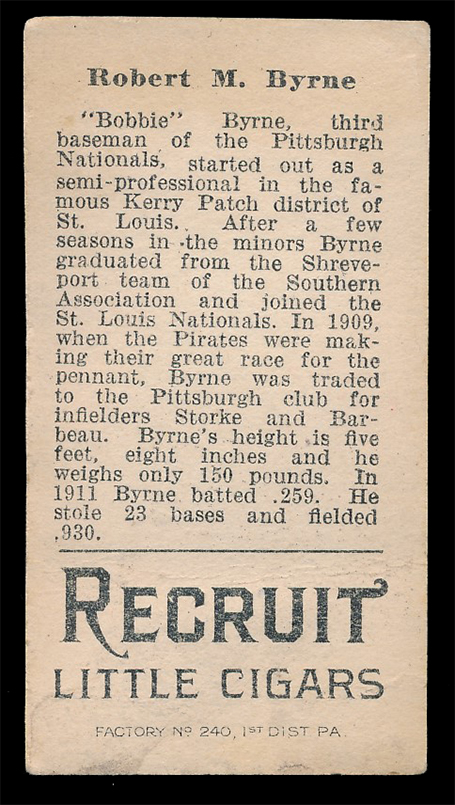 Robert M. Byrne
"Bobbie" Byrne, third
baseman of the Pittsburgh
Nationals, started out as a
semi-professional in the fa-
mous Kerry Patch district of
St. Louis. After a few
seasons in the minors Byrne
graduated from the Shreve-
port team of the Southern
Association and joined the
St. Louis Nationals. In 1909,
when the Pirates were mak-
ing their great race for the
pennant, Byrne was traded
to the Pittsburgh club for
infielders Storke and Bar-
beau. Byrne's height is five
feet, eight inches and he
weighs only 150 pounds. In
1911 Byrne batted .259. He
stole 23 bases and fielded
.930.
RECRUIT
LITTLE CIGARS
FACTORY Nº 240, 1ST DIST PA.